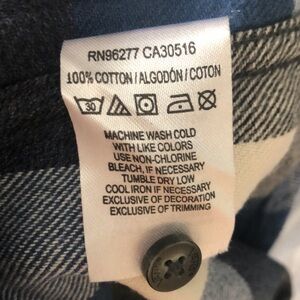 RN96277 CA30516
100% COTTON / ALGODÓN / COTON
30
MACHINE WASH COLD
WITH LIKE COLORS
USE NON-CHLORINE
BLEACH, IF NECESSARY
TUMBLE DRY LOW
COOL IRON IF NECESSARY
EXCLUSIVE OF DECORATION
EXCLUSIVE OF TRIMMING